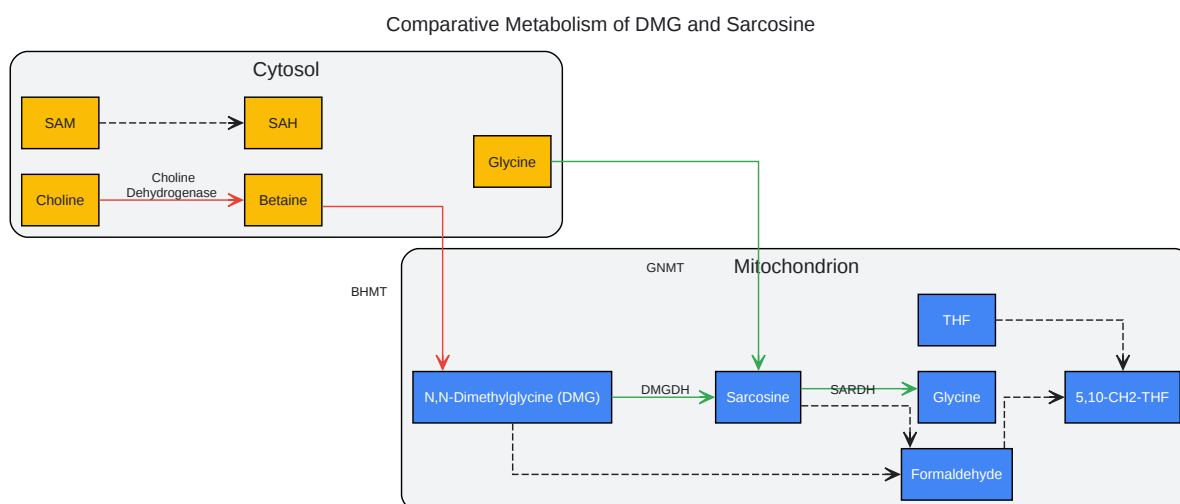 Comparative Metabolism of DMG and Sarcosine
Cytosol
SAM
SAH
Glycine
Choline
Choline
Dehydrogenase
Betaine
BHMT
GNMT
Mitochondrion
THF
N,N-Dimethylglycine (DMG)
DMGDH
Sarcosine
SARDH
Glycine
5,10-CH2-THF
Formaldehyde